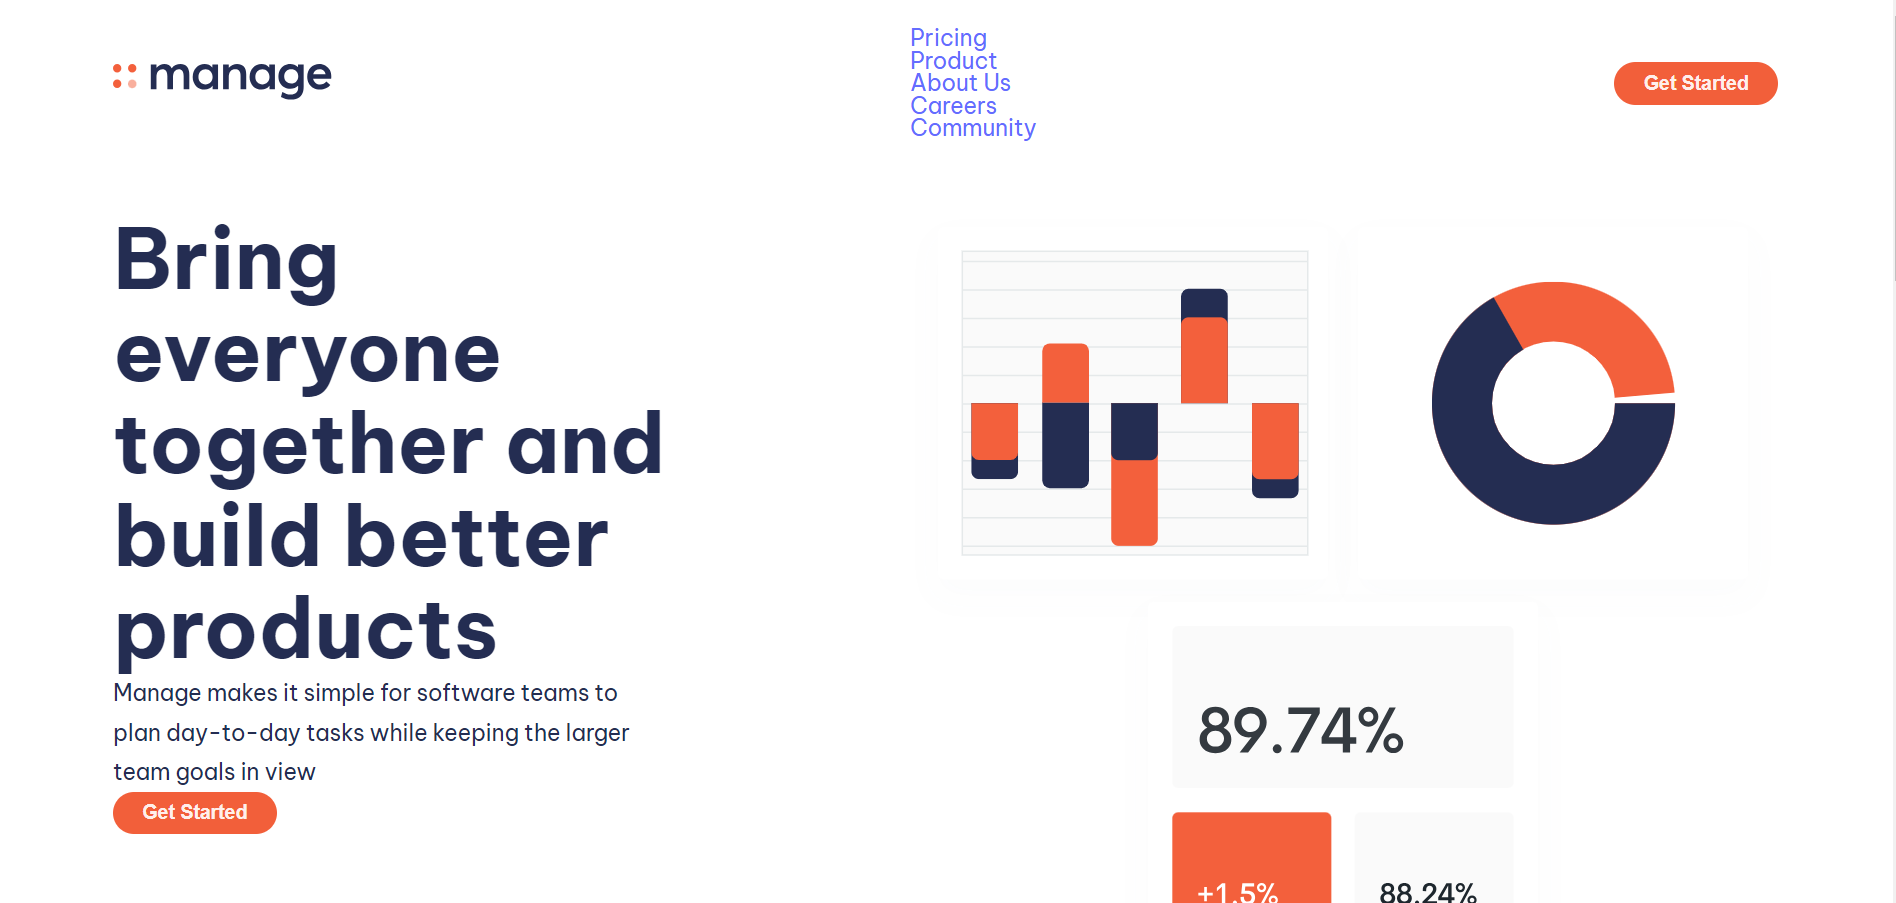 manage
Pricing
Product
About Us
Careers
Community
Get Started
Bring
everyone
together and
build better
products
Manage makes it simple for software teams to
plan day-to-day tasks while keeping the larger
team goals in view
Get Started
89.74%
+1.5%
88.24%